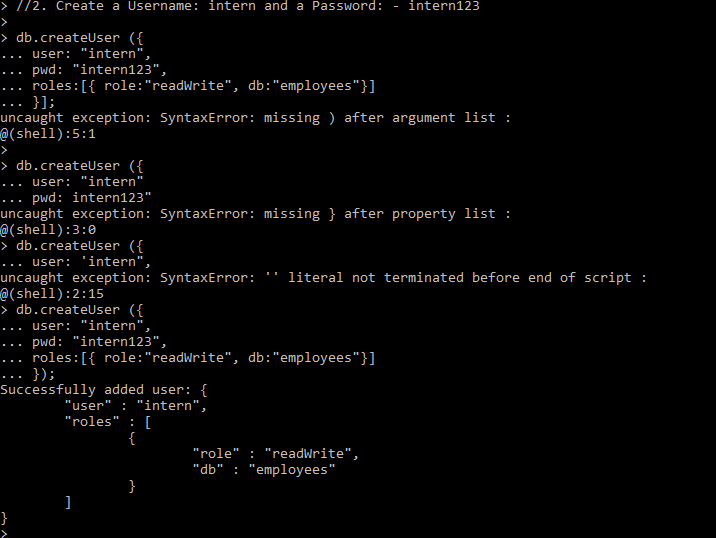 > //2. Create a Username: intern and a Password: - intern123
>
> db.createUser ({
... user: "intern",
... pwd: "intern123",
... roles:[{ role:"readWrite", db:"employees"}]
... }];
uncaught exception: SyntaxError: missing ) after argument list :
@(shell):5:1
>
> db.createUser ({
... user: "intern"
... pwd: intern123"
uncaught exception: SyntaxError: missing } after property list :
@(shell):3:0
> db.createUser ({
... user: 'intern",
uncaught exception: SyntaxError: '' literal not terminated before end of script :
@(shell):2:15
> db.createUser ({
... user: "intern",
... pwd: "intern123",
... roles:[{ role:"readWrite", db:"employees"}]
... });
Successfully added user: {
        "user" : "intern",
        "roles" : [
                {
                        "role" : "readWrite",
                        "db" : "employees"
                }
        ]
}
>